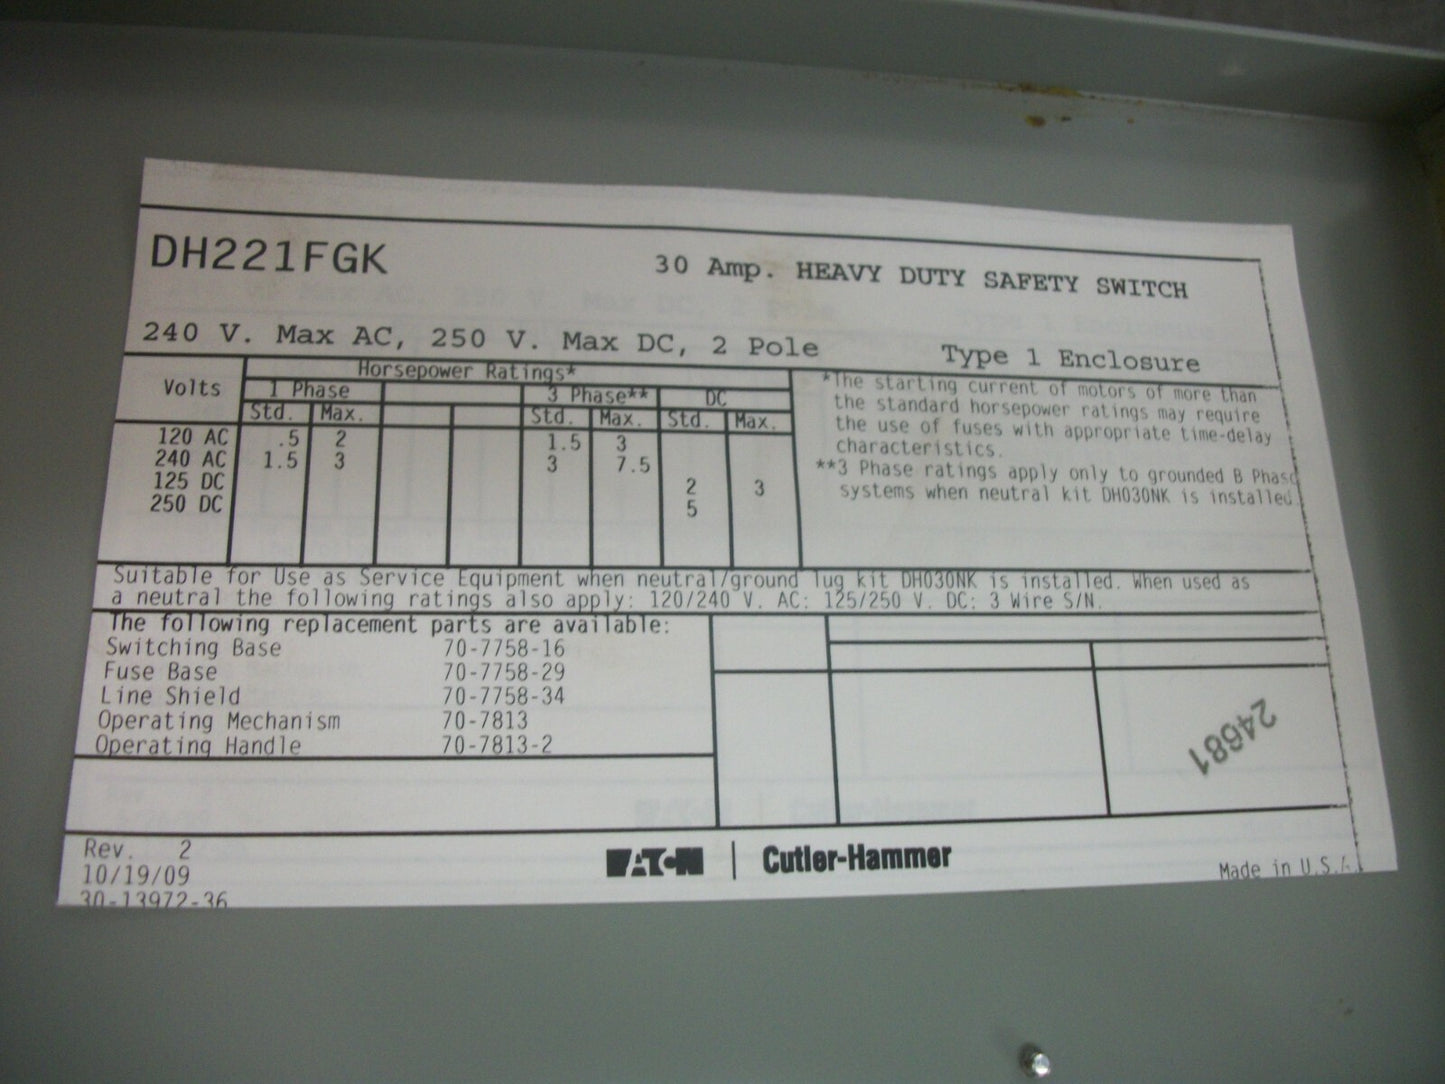 DH221FGK
30 Amp. HEAVY DUTY SAFETY SWITCH
240 V. Max AC, 250 V. Max DC, 2 Pole
Type 1 Enclosure
Volts
Horsepower Ratings*
1 Phase
3 Phase**
DC
Std. Max. Std. Max. Std. Max.
120 AC .5 2 1.5 3
240 AC 1.5 3 3 7.5
125 DC 2 3
250 DC 5
*The starting current of motors of more than
the standard horsepower ratings may require
the use of fuses with appropriate time-delay
characteristics.
**3 Phase ratings apply only to grounded B Phase
systems when neutral kit DH030NK is installed.
Suitable for Use as Service Equipment when neutral/ground lug kit DH030NK is installed. When used as
a neutral the following ratings also apply: 120/240 V. AC: 125/250 V. DC: 3 Wire S/N.
The following replacement parts are available:
Switching Base 70-7758-16
Fuse Base 70-7758-29
Line Shield 70-7758-34
Operating Mechanism 70-7813
Operating Handle 70-7813-2
24681
Rev. 2
10/19/09
30-13972-36
EATON | Cutler-Hammer
Made in U.S.A.